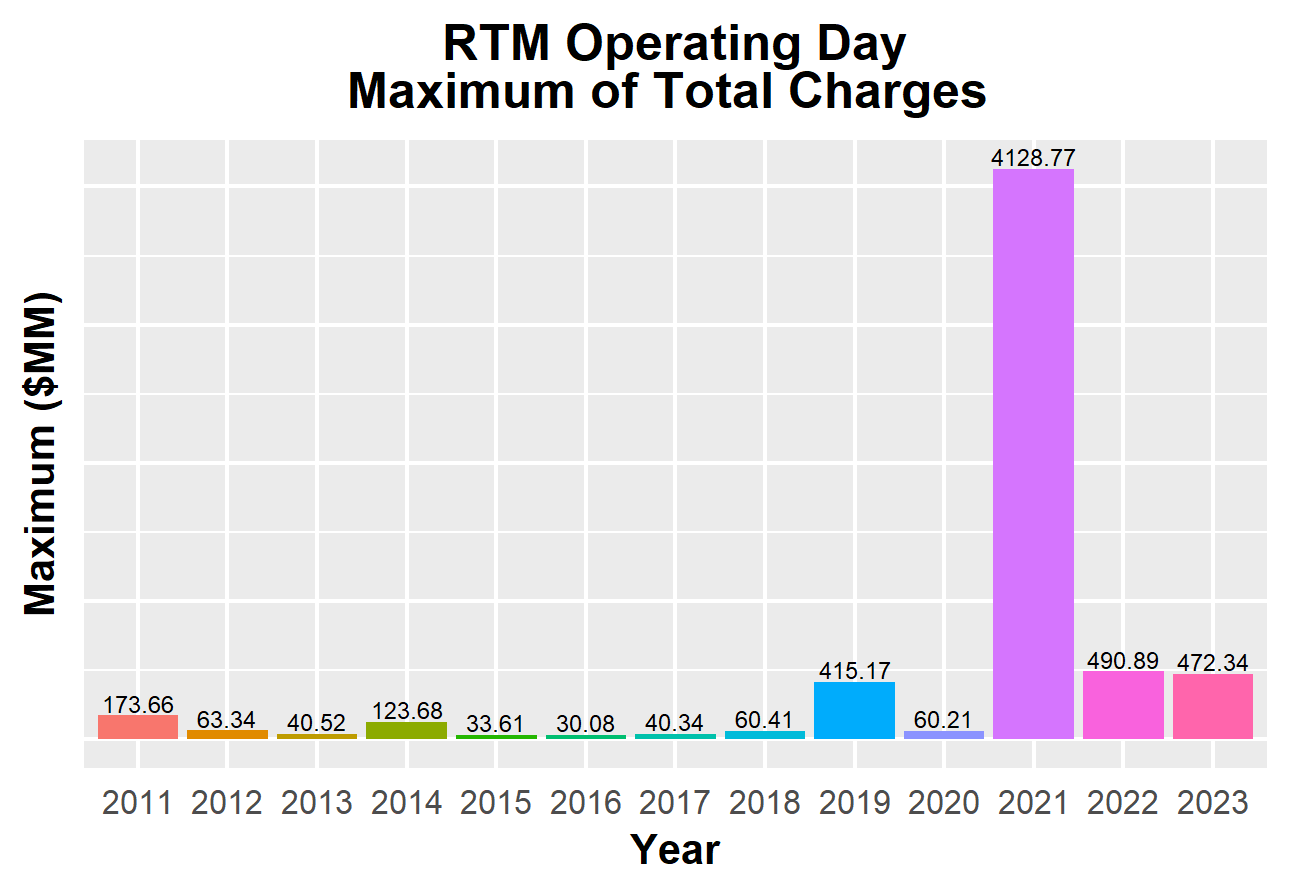 RTM Operating Day
Maximum of Total Charges
Maximum ($MM)
4128.77
490.89
472.34
415.17
173.66
123.68
63.34
40.52
33.61
30.08
40.34
60.41
60.21
2011 2012 2013 2014 2015 2016 2017 2018 2019 2020 2021 2022 2023
Year